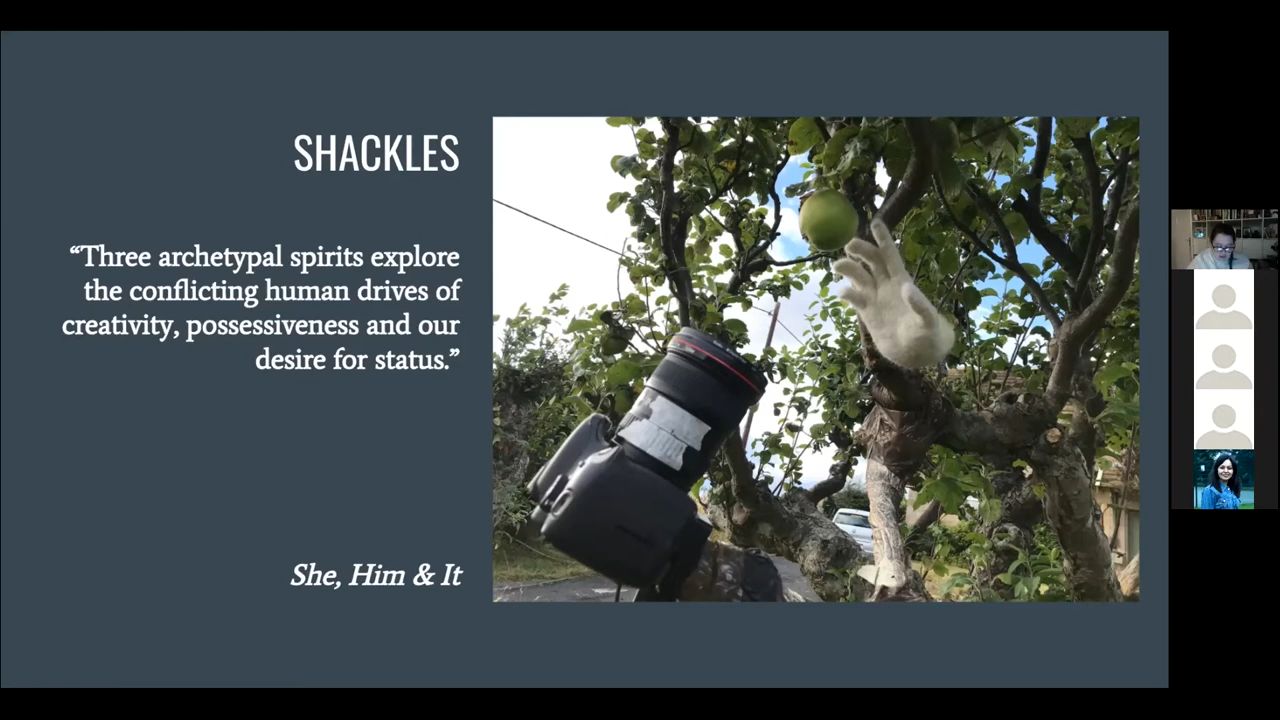 SHACKLES
“Three archetypal spirits explore
the conflicting human drives of
creativity, possessiveness and our
desire for status.”
She, Him & It